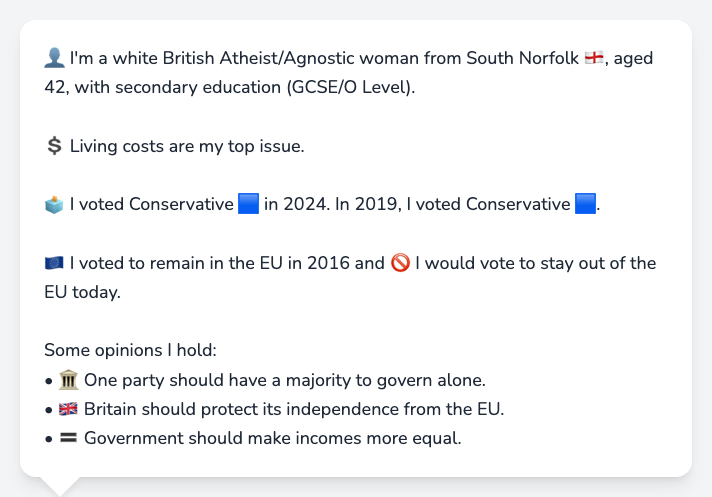 👤 I'm a white British Atheist/Agnostic woman from South Norfolk 🏴󠁧󠁢󠁥󠁮󠁧󠁿, aged
42, with secondary education (GCSE/O Level).
💲 Living costs are my top issue.
🗳️ I voted Conservative 🟦 in 2024. In 2019, I voted Conservative 🟦.
🇪🇺 I voted to remain in the EU in 2016 and 🚫 I would vote to stay out of the
EU today.
Some opinions I hold:
• 🏛️ One party should have a majority to govern alone.
• 🇬🇧 Britain should protect its independence from the EU.
• 🟰 Government should make incomes more equal.